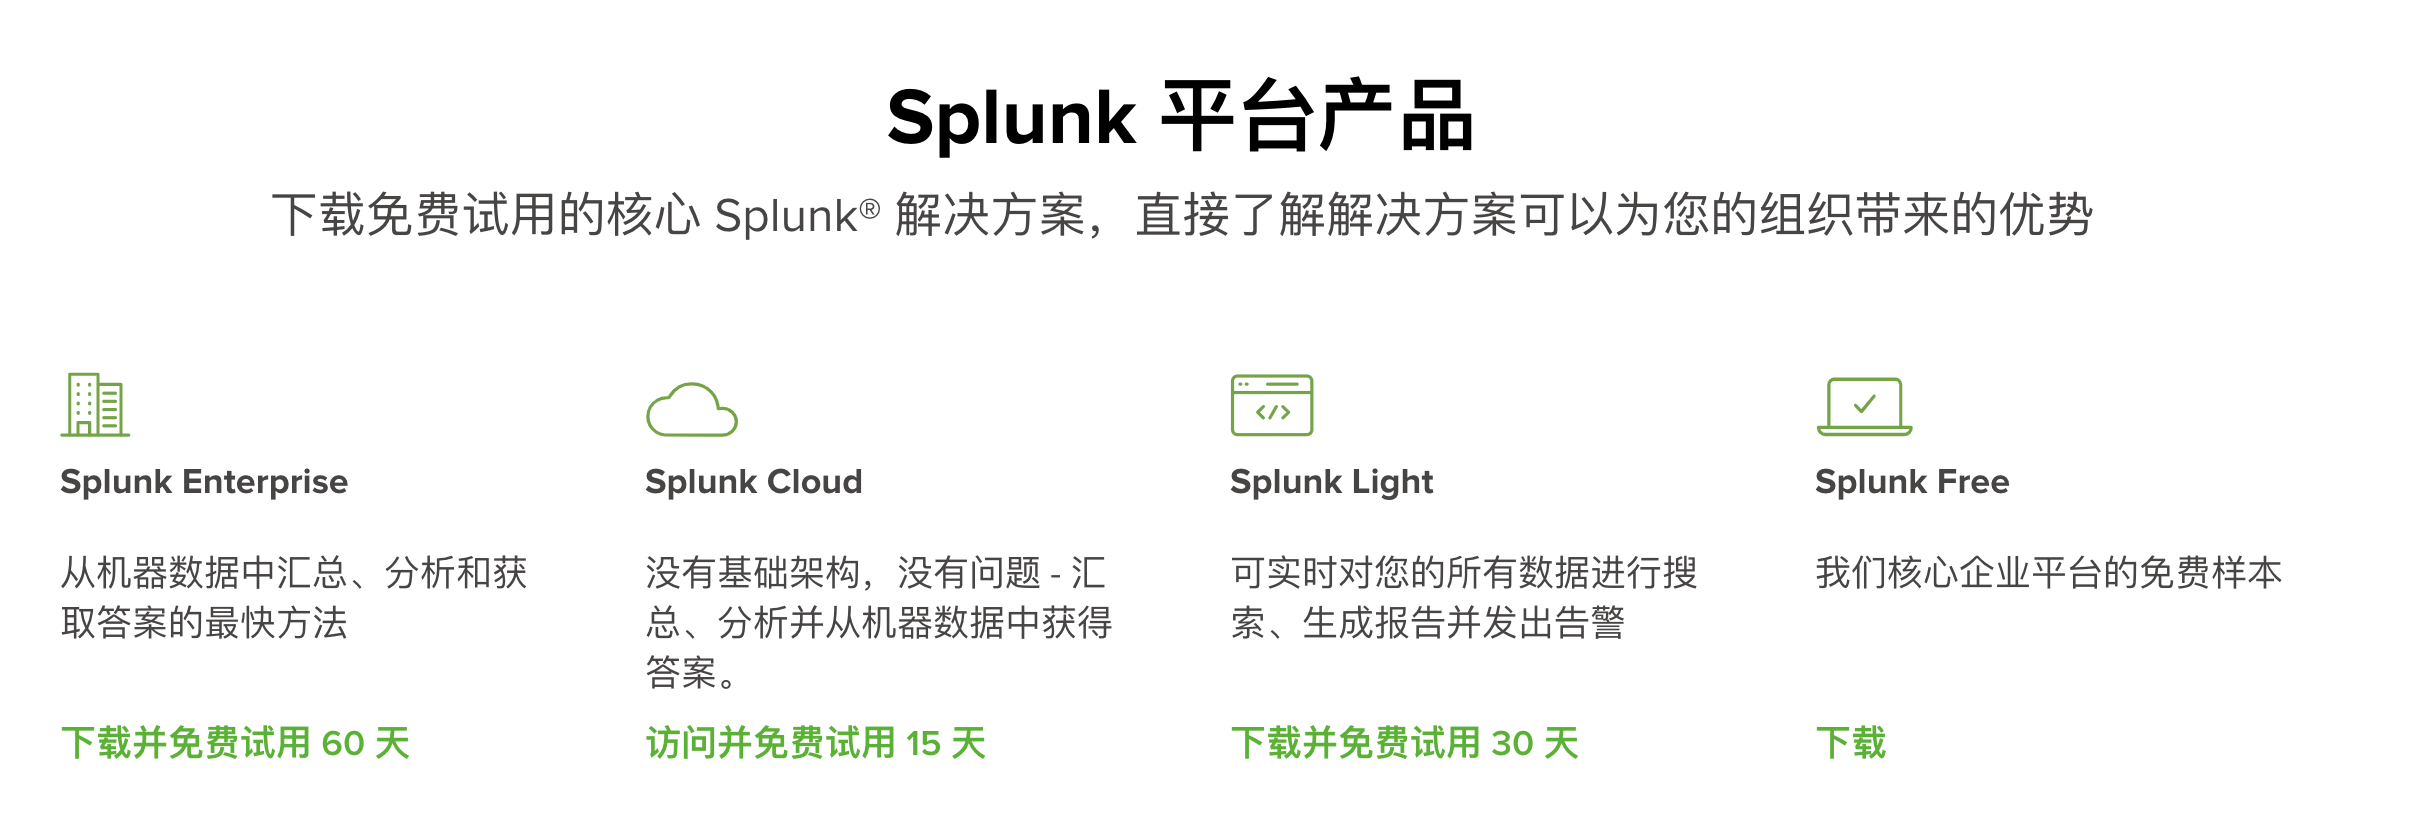 Splunk 平台产品
下载免费试用的核心 Splunk® 解决方案，直接了解解决方案可以为您的组织带来的优势
Splunk Enterprise
从机器数据中汇总、分析和获
取答案的最快方法
下载并免费试用 60 天
Splunk Cloud
没有基础架构，没有问题 - 汇
总、分析并从机器数据中获得
答案。
访问并免费试用 15 天
Splunk Light
可实时对您的所有数据进行搜
索、生成报告并发出告警
下载并免费试用 30 天
Splunk Free
我们核心企业平台的免费样本
下载